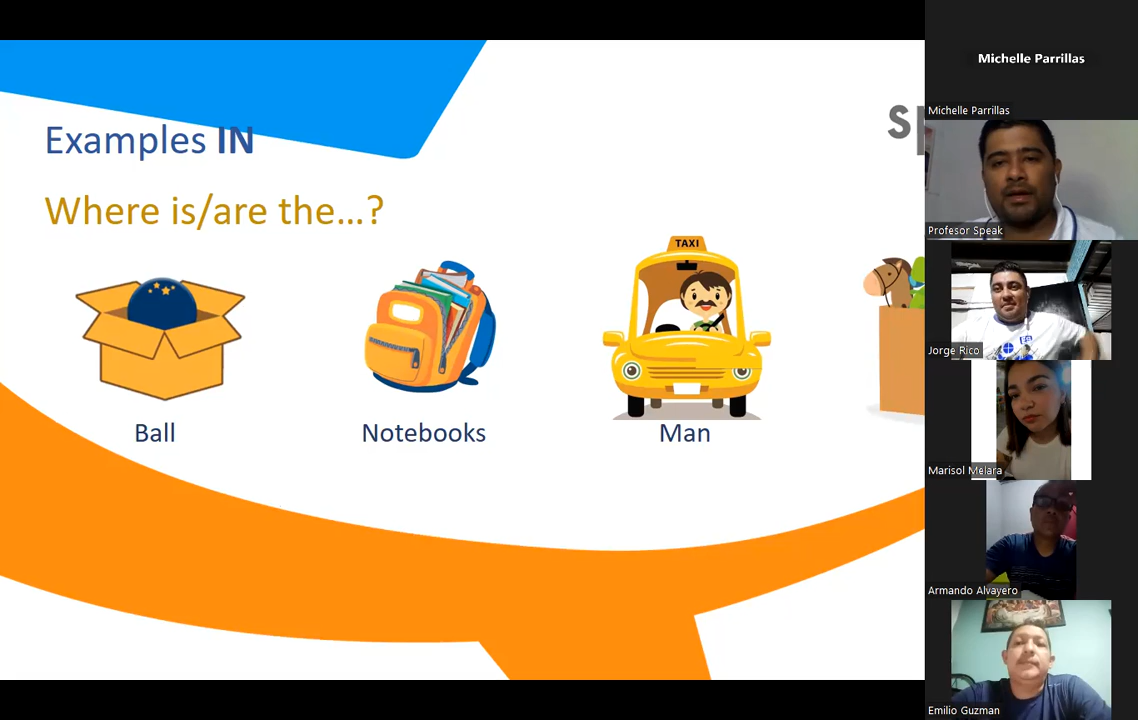 Examples IN
Where is/are the...?
TAXI
Ball
Notebooks
Man
Michelle Parrillas
Michelle Parrillas
Profesor Speak
Jorge Rico
Marisol Melara
Armando Alvayero
Emilio Guzman